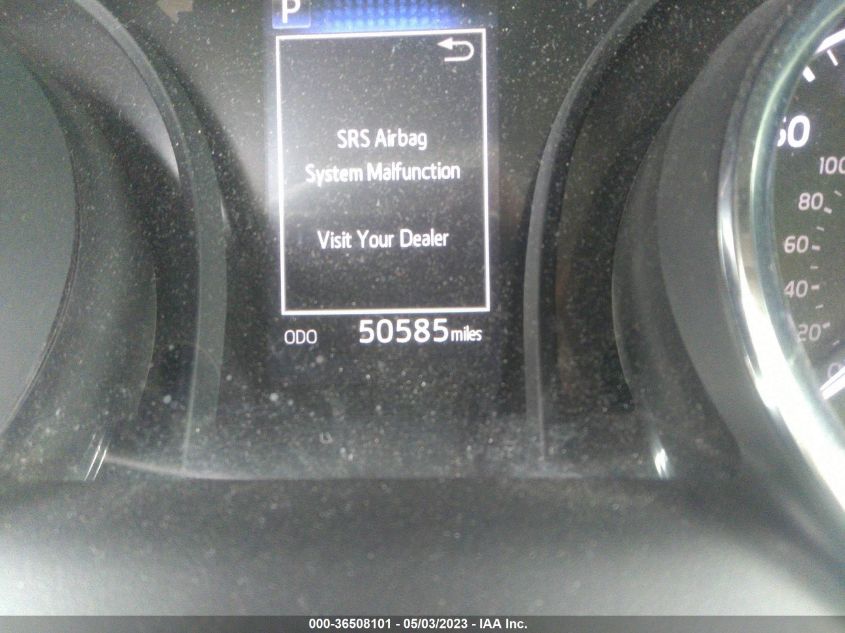 P
SRS Airbag
System Malfunction
Visit Your Dealer
ODO 50585 miles
100
80
60
40
20
000-36508101 - 05/03/2023 - IAA Inc.